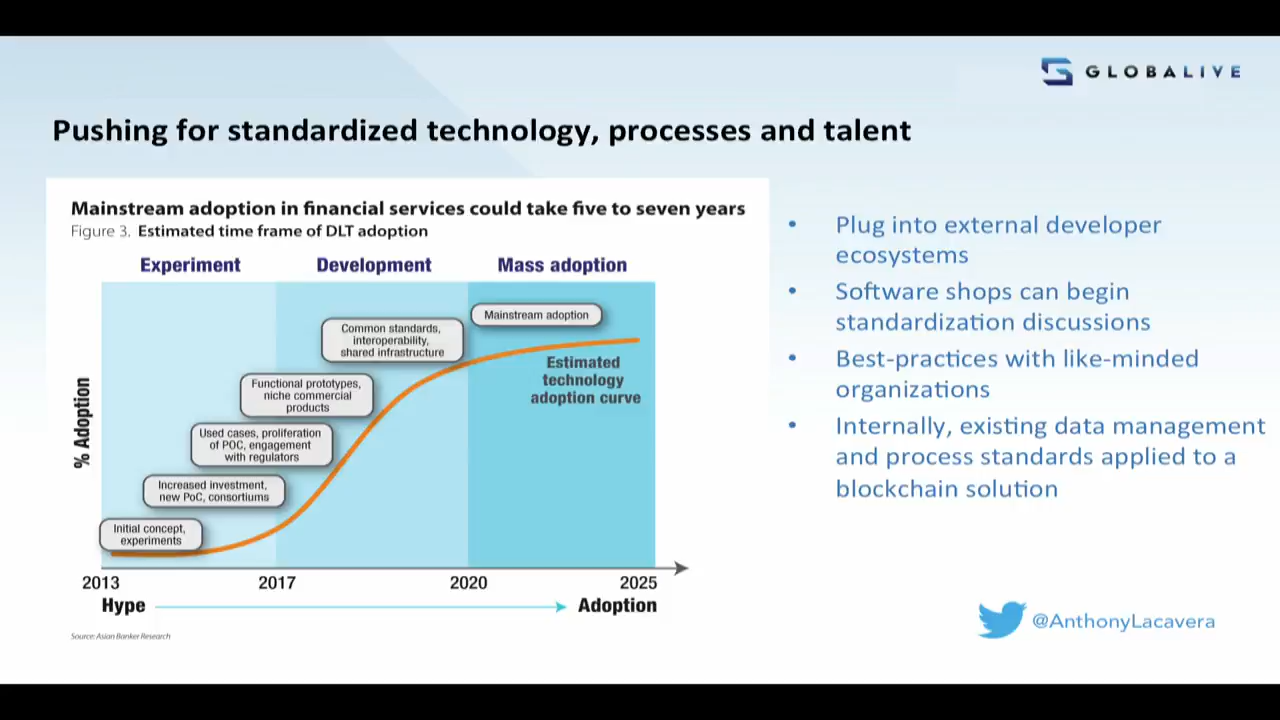 GLOBALIVE
Pushing for standardized technology, processes and talent
Mainstream adoption in financial services could take five to seven years
Figure 3. Estimated time frame of DLT adoption
Experiment
Development
Mass adoption
Mainstream adoption
Common standards,
interoperability,
shared infrastructure
Estimated
technology
adoption curve
Functional prototypes,
niche commercial
products
Used cases, proliferation
of POC, engagement
with regulators
Increased investment,
new PoC, consortiums
Initial concept,
experiments
% Adoption
2013
2017
2020
2025
Hype
Adoption
Source: Asian Banker Research
• Plug into external developer
ecosystems
• Software shops can begin
standardization discussions
• Best-practices with like-minded
organizations
• Internally, existing data management
and process standards applied to a
blockchain solution
@AnthonyLacavera